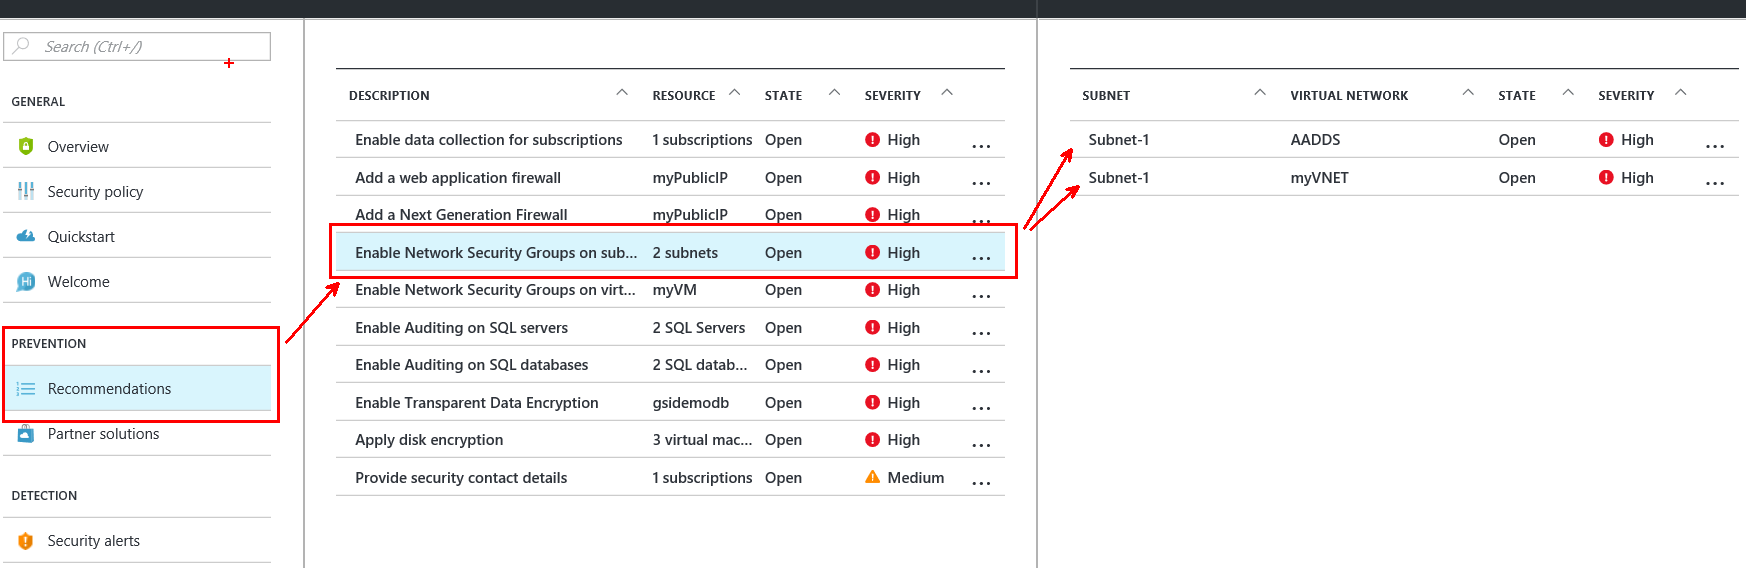 Search (Ctrl+/)
GENERAL
Overview
Security policy
Quickstart
Hi
Welcome
PREVENTION
Recommendations
Partner solutions
DETECTION
Security alerts
DESCRIPTION RESOURCE STATE SEVERITY
Enable data collection for subscriptions 1 subscriptions Open High ...
Add a web application firewall myPublicIP Open High ...
Add a Next Generation Firewall myPublicIP Open High ...
Enable Network Security Groups on sub... 2 subnets Open High ...
Enable Network Security Groups on virt... myVM Open High ...
Enable Auditing on SQL servers 2 SQL Servers Open High ...
Enable Auditing on SQL databases 2 SQL datab... Open High ...
Enable Transparent Data Encryption gsidemodb Open High ...
Apply disk encryption 3 virtual mac... Open High ...
Provide security contact details 1 subscriptions Open Medium ...
SUBNET VIRTUAL NETWORK STATE SEVERITY
Subnet-1 AADDS Open High ...
Subnet-1 myVNET Open High ...